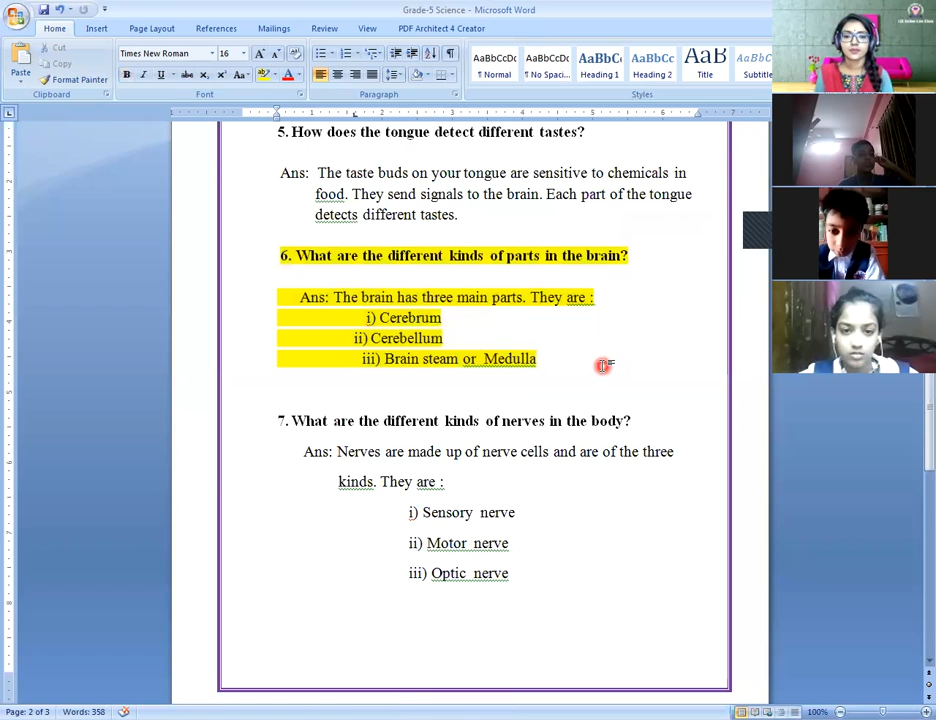 Grade-5 Science - Microsoft Word
Home Insert Page Layout References Mailings Review View PDF Architect 4 Creator
Paste
Cut
Copy
Format Painter
Clipboard
Times New Roman 16
Font
Paragraph
AaBbCcDc AaBbCcDc AaBbC AaBbCc AaB AaBbCc
¶ Normal ¶ No Spaci... Heading 1 Heading 2 Title Subtitle
Styles
5. How does the tongue detect different tastes?
Ans: The taste buds on your tongue are sensitive to chemicals in
food. They send signals to the brain. Each part of the tongue
detects different tastes.
6. What are the different kinds of parts in the brain?
Ans: The brain has three main parts. They are :
i) Cerebrum
ii) Cerebellum
iii) Brain steam or Medulla
7. What are the different kinds of nerves in the body?
Ans: Nerves are made up of nerve cells and are of the three
kinds. They are :
i) Sensory nerve
ii) Motor nerve
iii) Optic nerve
Page: 2 of 3 Words: 358
100%